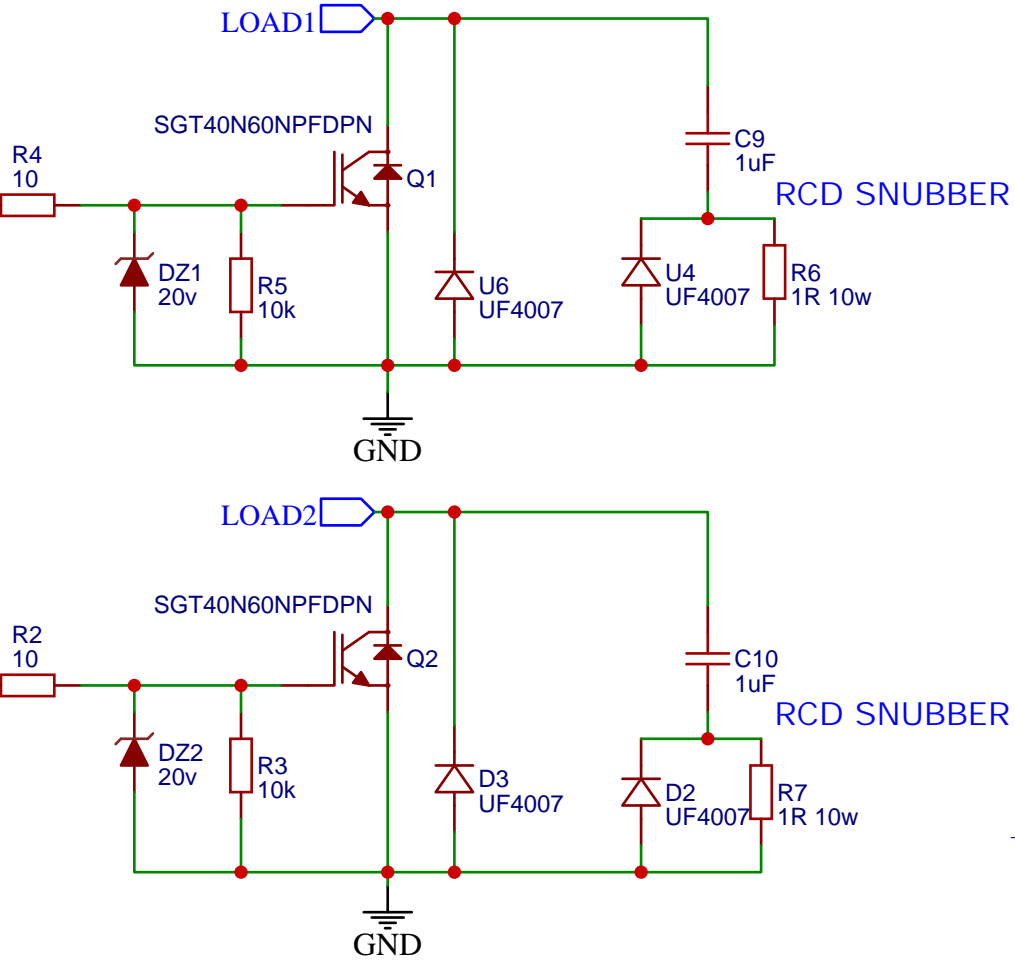 LOAD1
SGT40N60NPFDPN
R4
10
Q1
C9
1uF
RCD SNUBBER
DZ1
20v
R5
10k
U6
UF4007
U4
UF4007
R6
1R 10w
GND
LOAD2
SGT40N60NPFDPN
R2
10
Q2
C10
1uF
RCD SNUBBER
DZ2
20v
R3
10k
D3
UF4007
D2
UF4007
R7
1R 10w
GND